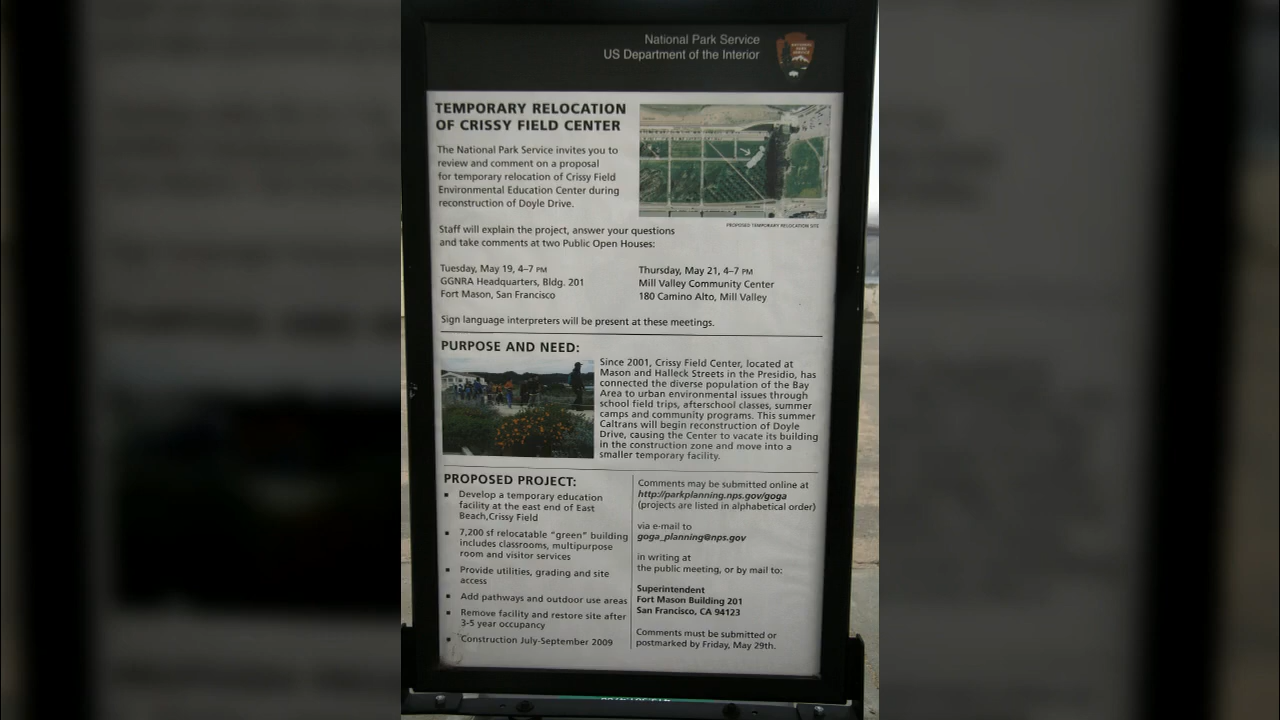 National Park Service
US Department of the Interior
TEMPORARY RELOCATION
OF CRISSY FIELD CENTER
The National Park Service invites you to
review and comment on a proposal
for temporary relocation of Crissy Field
Environmental Education Center during
reconstruction of Doyle Drive.
PROPOSED TEMPORARY RELOCATION SITE
Staff will explain the project, answer your questions
and take comments at two Public Open Houses:
Tuesday, May 19, 4–7 PM
GGNRA Headquarters, Bldg. 201
Fort Mason, San Francisco
Thursday, May 21, 4–7 PM
Mill Valley Community Center
180 Camino Alto, Mill Valley
Sign language interpreters will be present at these meetings.
PURPOSE AND NEED:
Since 2001, Crissy Field Center, located at
Mason and Halleck Streets in the Presidio, has
connected the diverse population of the Bay
Area to urban environmental issues through
school field trips, afterschool classes, summer
camps and community programs. This summer
Caltrans will begin reconstruction of Doyle
Drive, causing the Center to vacate its building
in the construction zone and move into a
smaller temporary facility.
PROPOSED PROJECT:
▪ Develop a temporary education
facility at the east end of East
Beach,Crissy Field
▪ 7,200 sf relocatable “green” building
includes classrooms, multipurpose
room and visitor services
▪ Provide utilities, grading and site
access
▪ Add pathways and outdoor use areas
▪ Remove facility and restore site after
3-5 year occupancy
▪ Construction July-September 2009
Comments may be submitted online at
http://parkplanning.nps.gov/goga
(projects are listed in alphabetical order)
via e-mail to
goga_planning@nps.gov
in writing at
the public meeting, or by mail to:
Superintendent
Fort Mason Building 201
San Francisco, CA 94123
Comments must be submitted or
postmarked by Friday, May 29th.